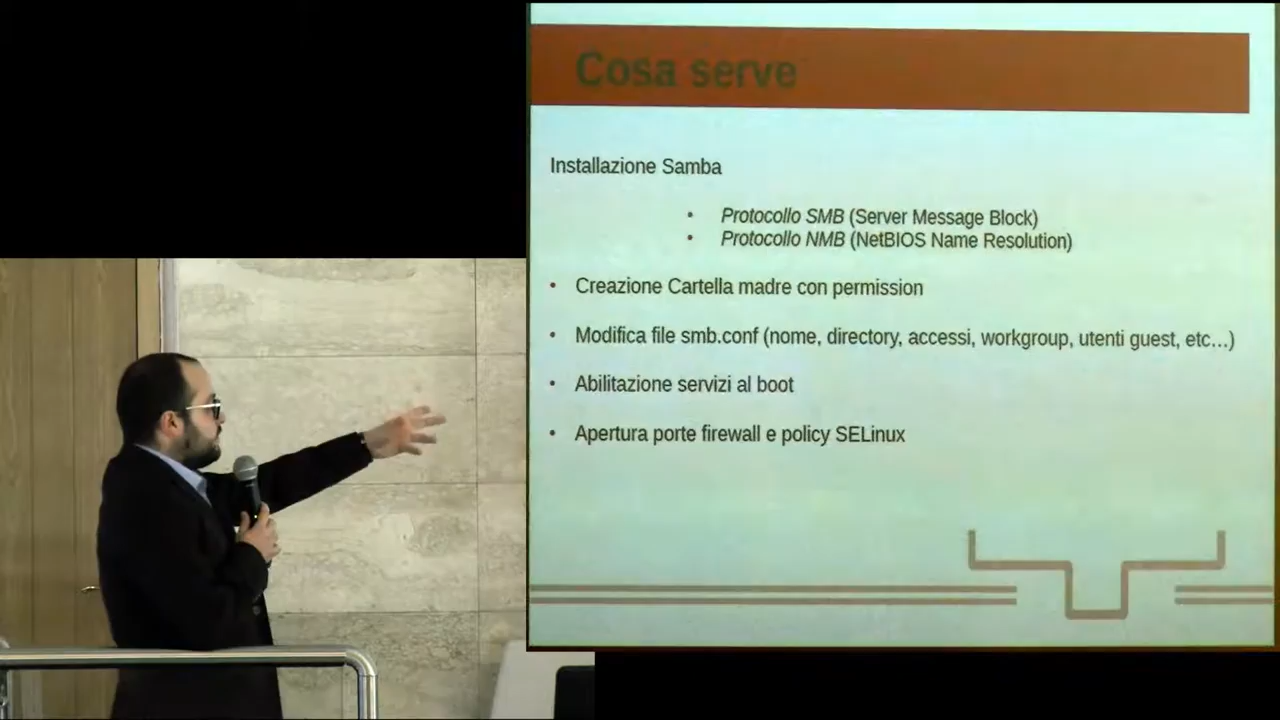 Cosa serve
Installazione Samba
• Protocollo SMB (Server Message Block)
• Protocollo NMB (NetBIOS Name Resolution)
• Creazione Cartella madre con permission
• Modifica file smb.conf (nome, directory, accessi, workgroup, utenti guest, etc...)
• Abilitazione servizi al boot
• Apertura porte firewall e policy SELinux